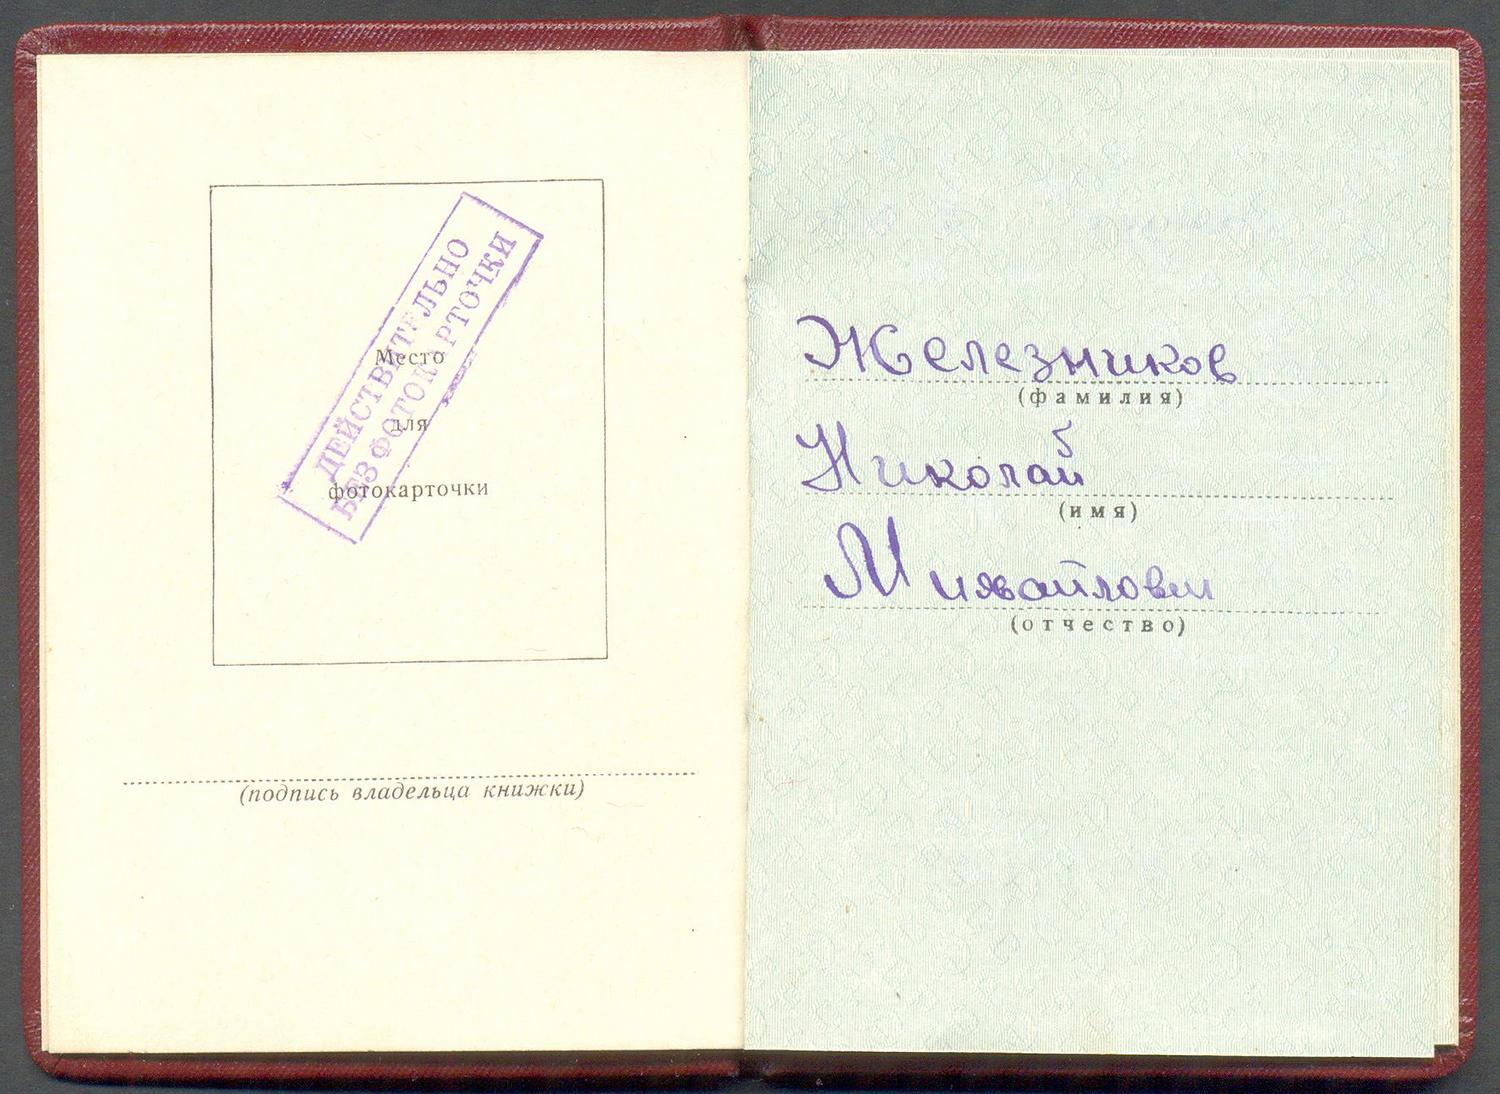 ДЕЙСТВИТЕЛЬНО
БЕЗ ФОТОКАРТОЧКИ
Место
для
фотокарточки
(подпись владельца книжки)
Железников
(фамилия)
Николай
(имя)
Михайлович
(отчество)